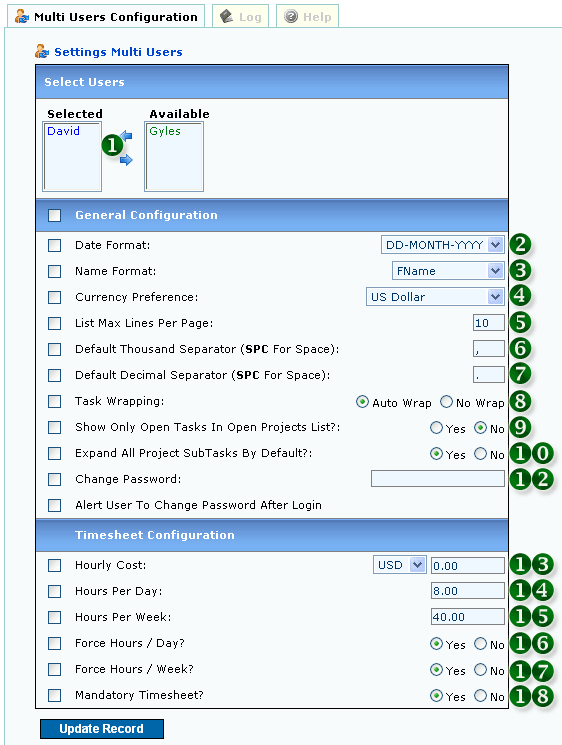 Multi Users Configuration Log Help
Settings Multi Users
Select Users
Selected Available
David 1 Gyles
General Configuration
Date Format: DD-MONTH-YYYY 2
Name Format: FName 3
Currency Preference: US Dollar 4
List Max Lines Per Page: 10 5
Default Thousand Separator (SPC For Space): , 6
Default Decimal Separator (SPC For Space): . 7
Task Wrapping: Auto Wrap No Wrap 8
Show Only Open Tasks In Open Projects List?: Yes No 9
Expand All Project SubTasks By Default?: Yes No 10
Change Password: 12
Alert User To Change Password After Login
Timesheet Configuration
Hourly Cost: USD 0.00 13
Hours Per Day: 8.00 14
Hours Per Week: 40.00 15
Force Hours / Day? Yes No 16
Force Hours / Week? Yes No 17
Mandatory Timesheet? Yes No 18
Update Record